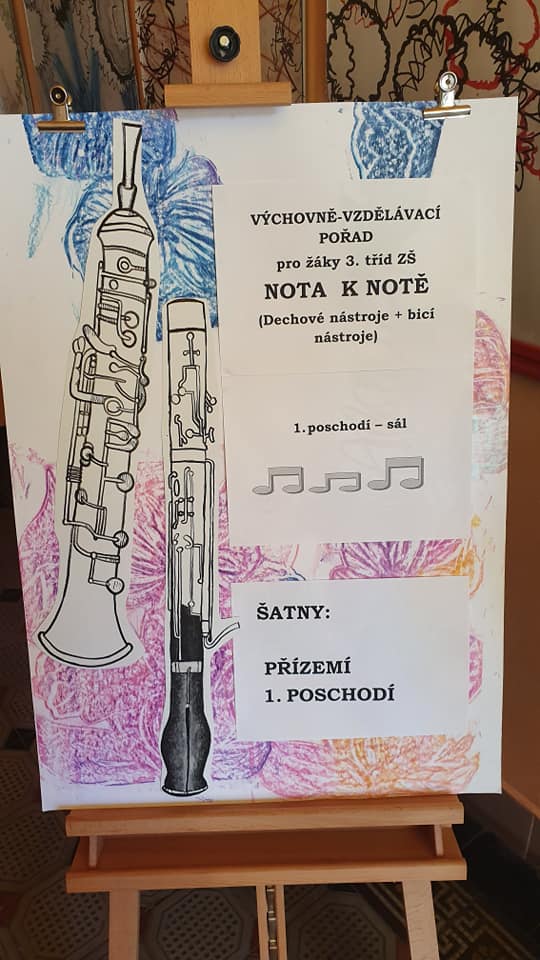 VÝCHOVNĚ-VZDĚLÁVACÍ
POŘAD
pro žáky 3. tříd ZŠ
NOTA K NOTĚ
(Dechové nástroje + bicí
nástroje)
1. poschodí – sál
ŠATNY:
PŘÍZEMÍ
1. POSCHODÍ